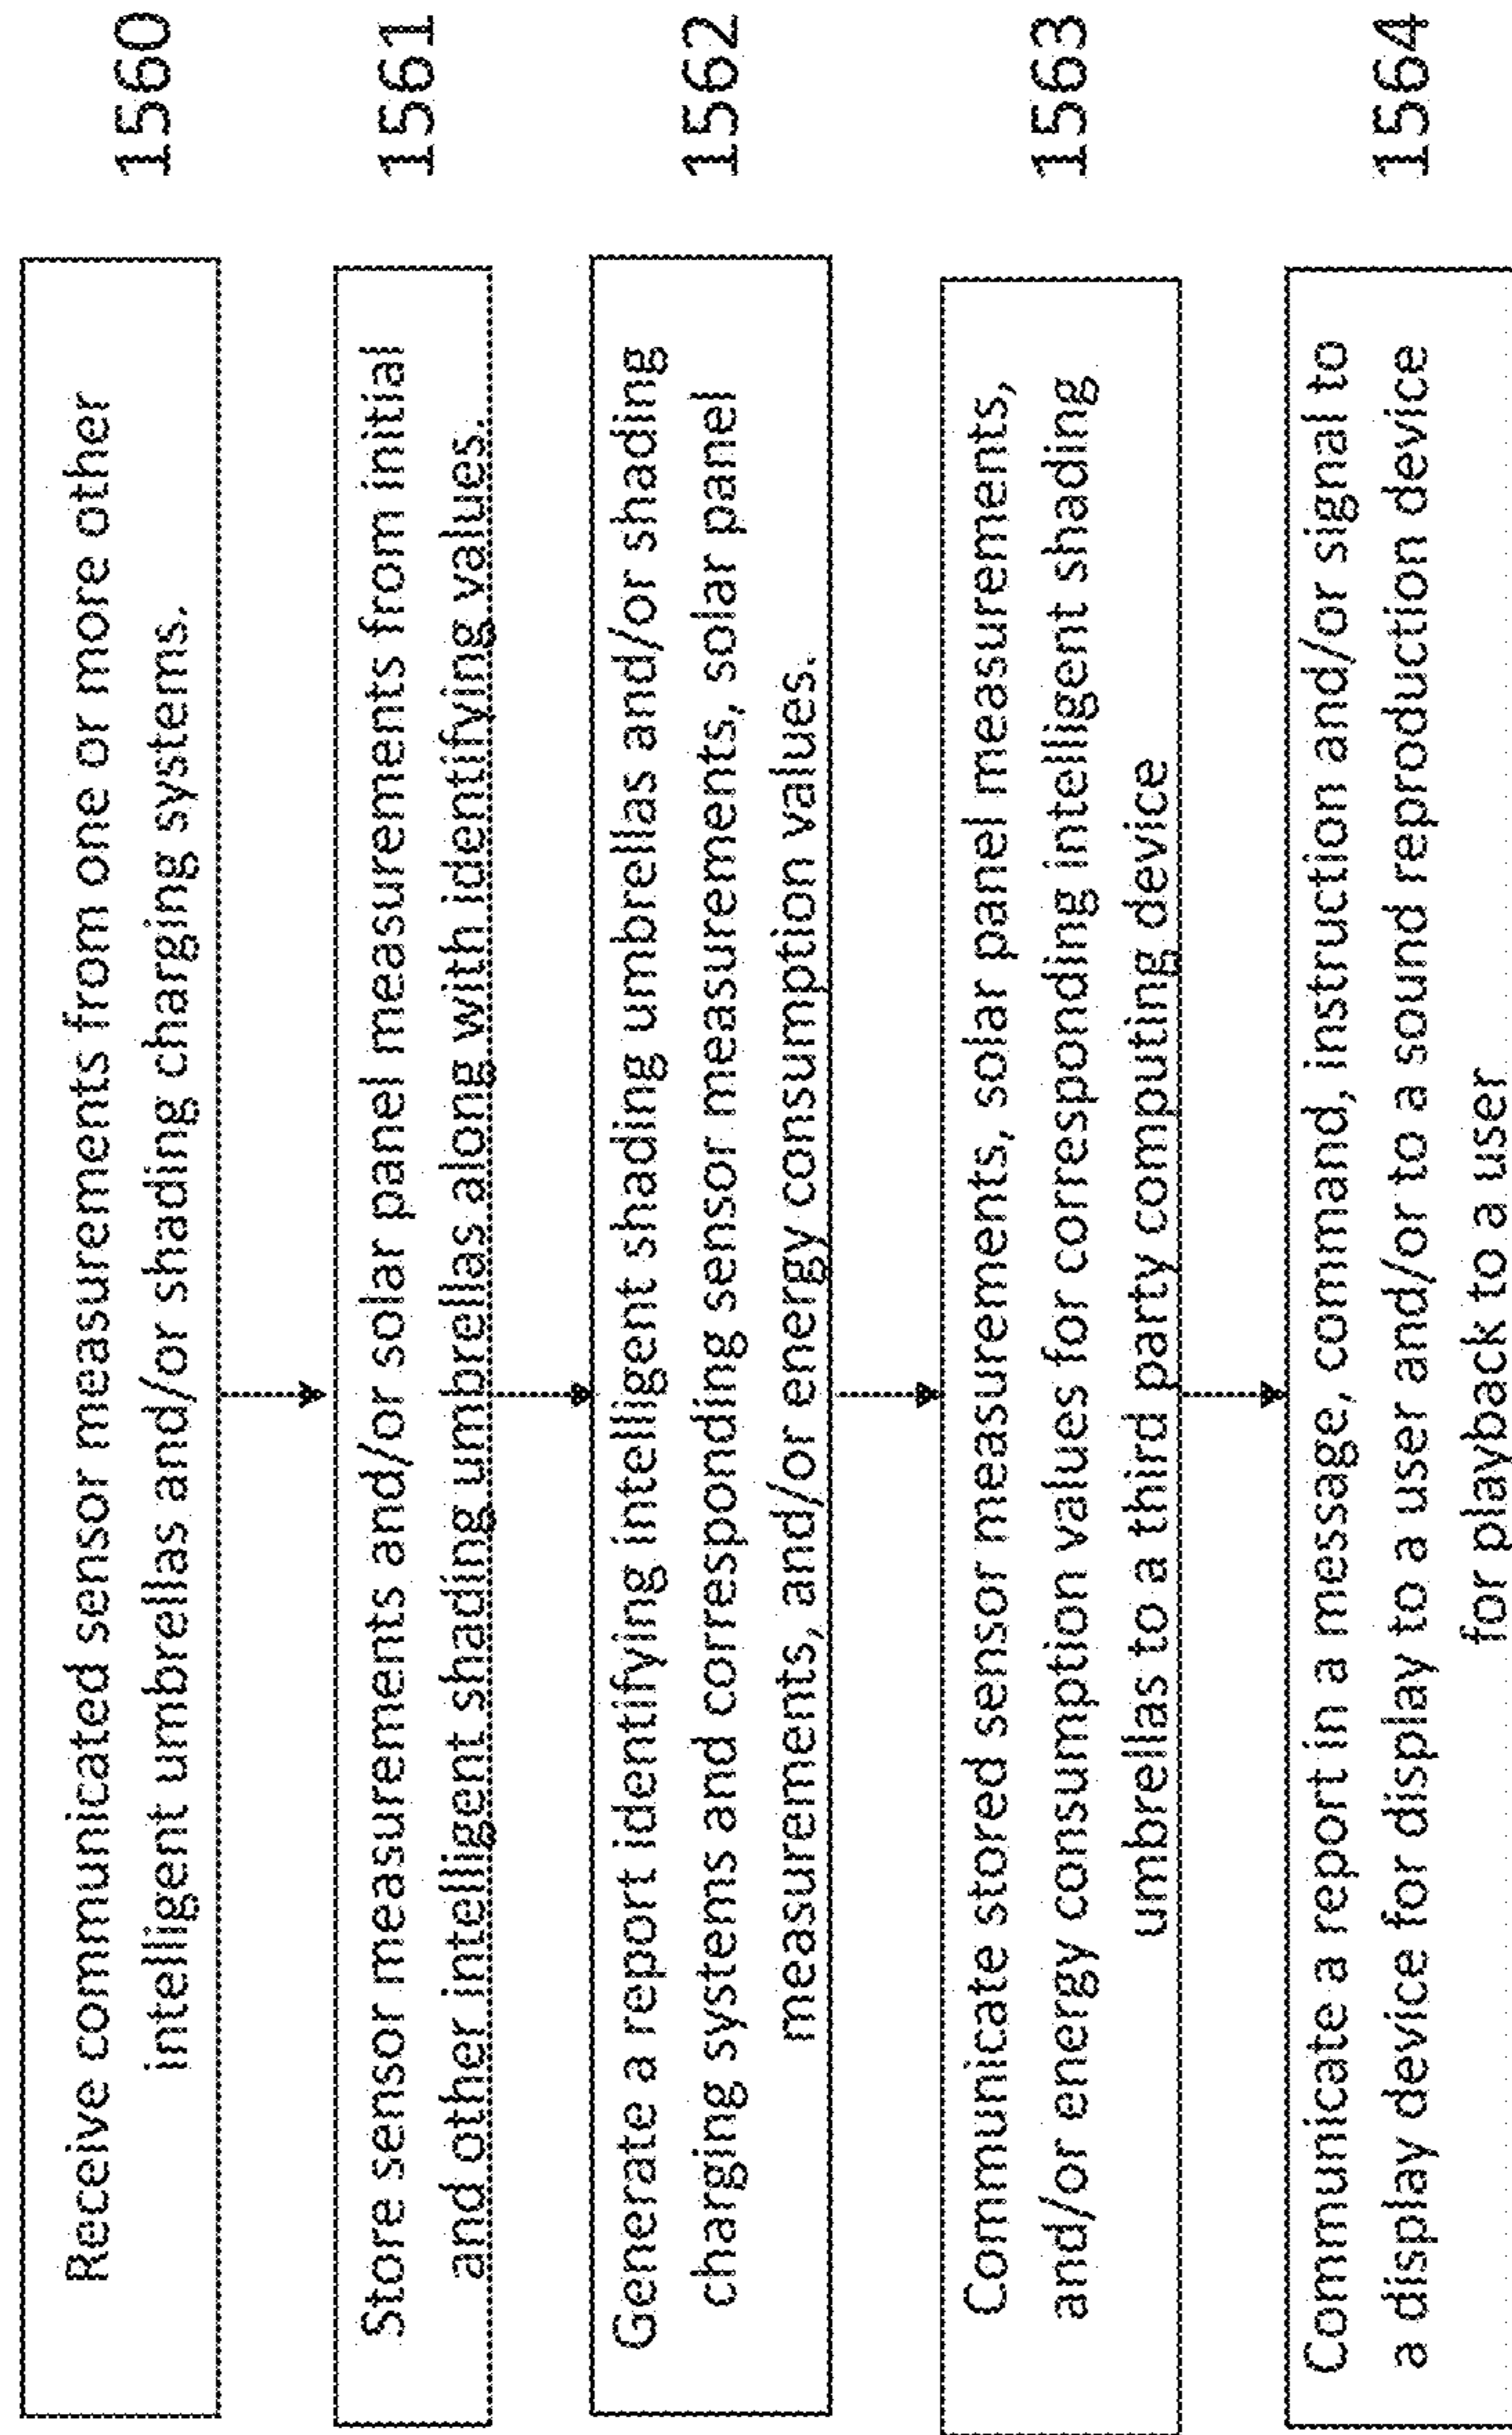 Receive communicated sensor measurements from one or more other
intelligent umbrellas and/or shading charging systems.
1560
Store sensor measurements and/or solar panel measurements from initial
and other intelligent shading umbrellas along with identifying values.
1561
Generate a report identifying intelligent shading umbrellas and/or shading
charging systems and corresponding sensor measurements, solar panel
measurements, and/or energy consumption values.
1562
Communicate stored sensor measurements, solar panel measurements,
and/or energy consumption values for corresponding intelligent shading
umbrellas to a third party computing device
1563
Communicate a report in a message, command, instruction and/or signal to
a display device for display to a user and/or to a sound reproduction device
for playback to a user
1564